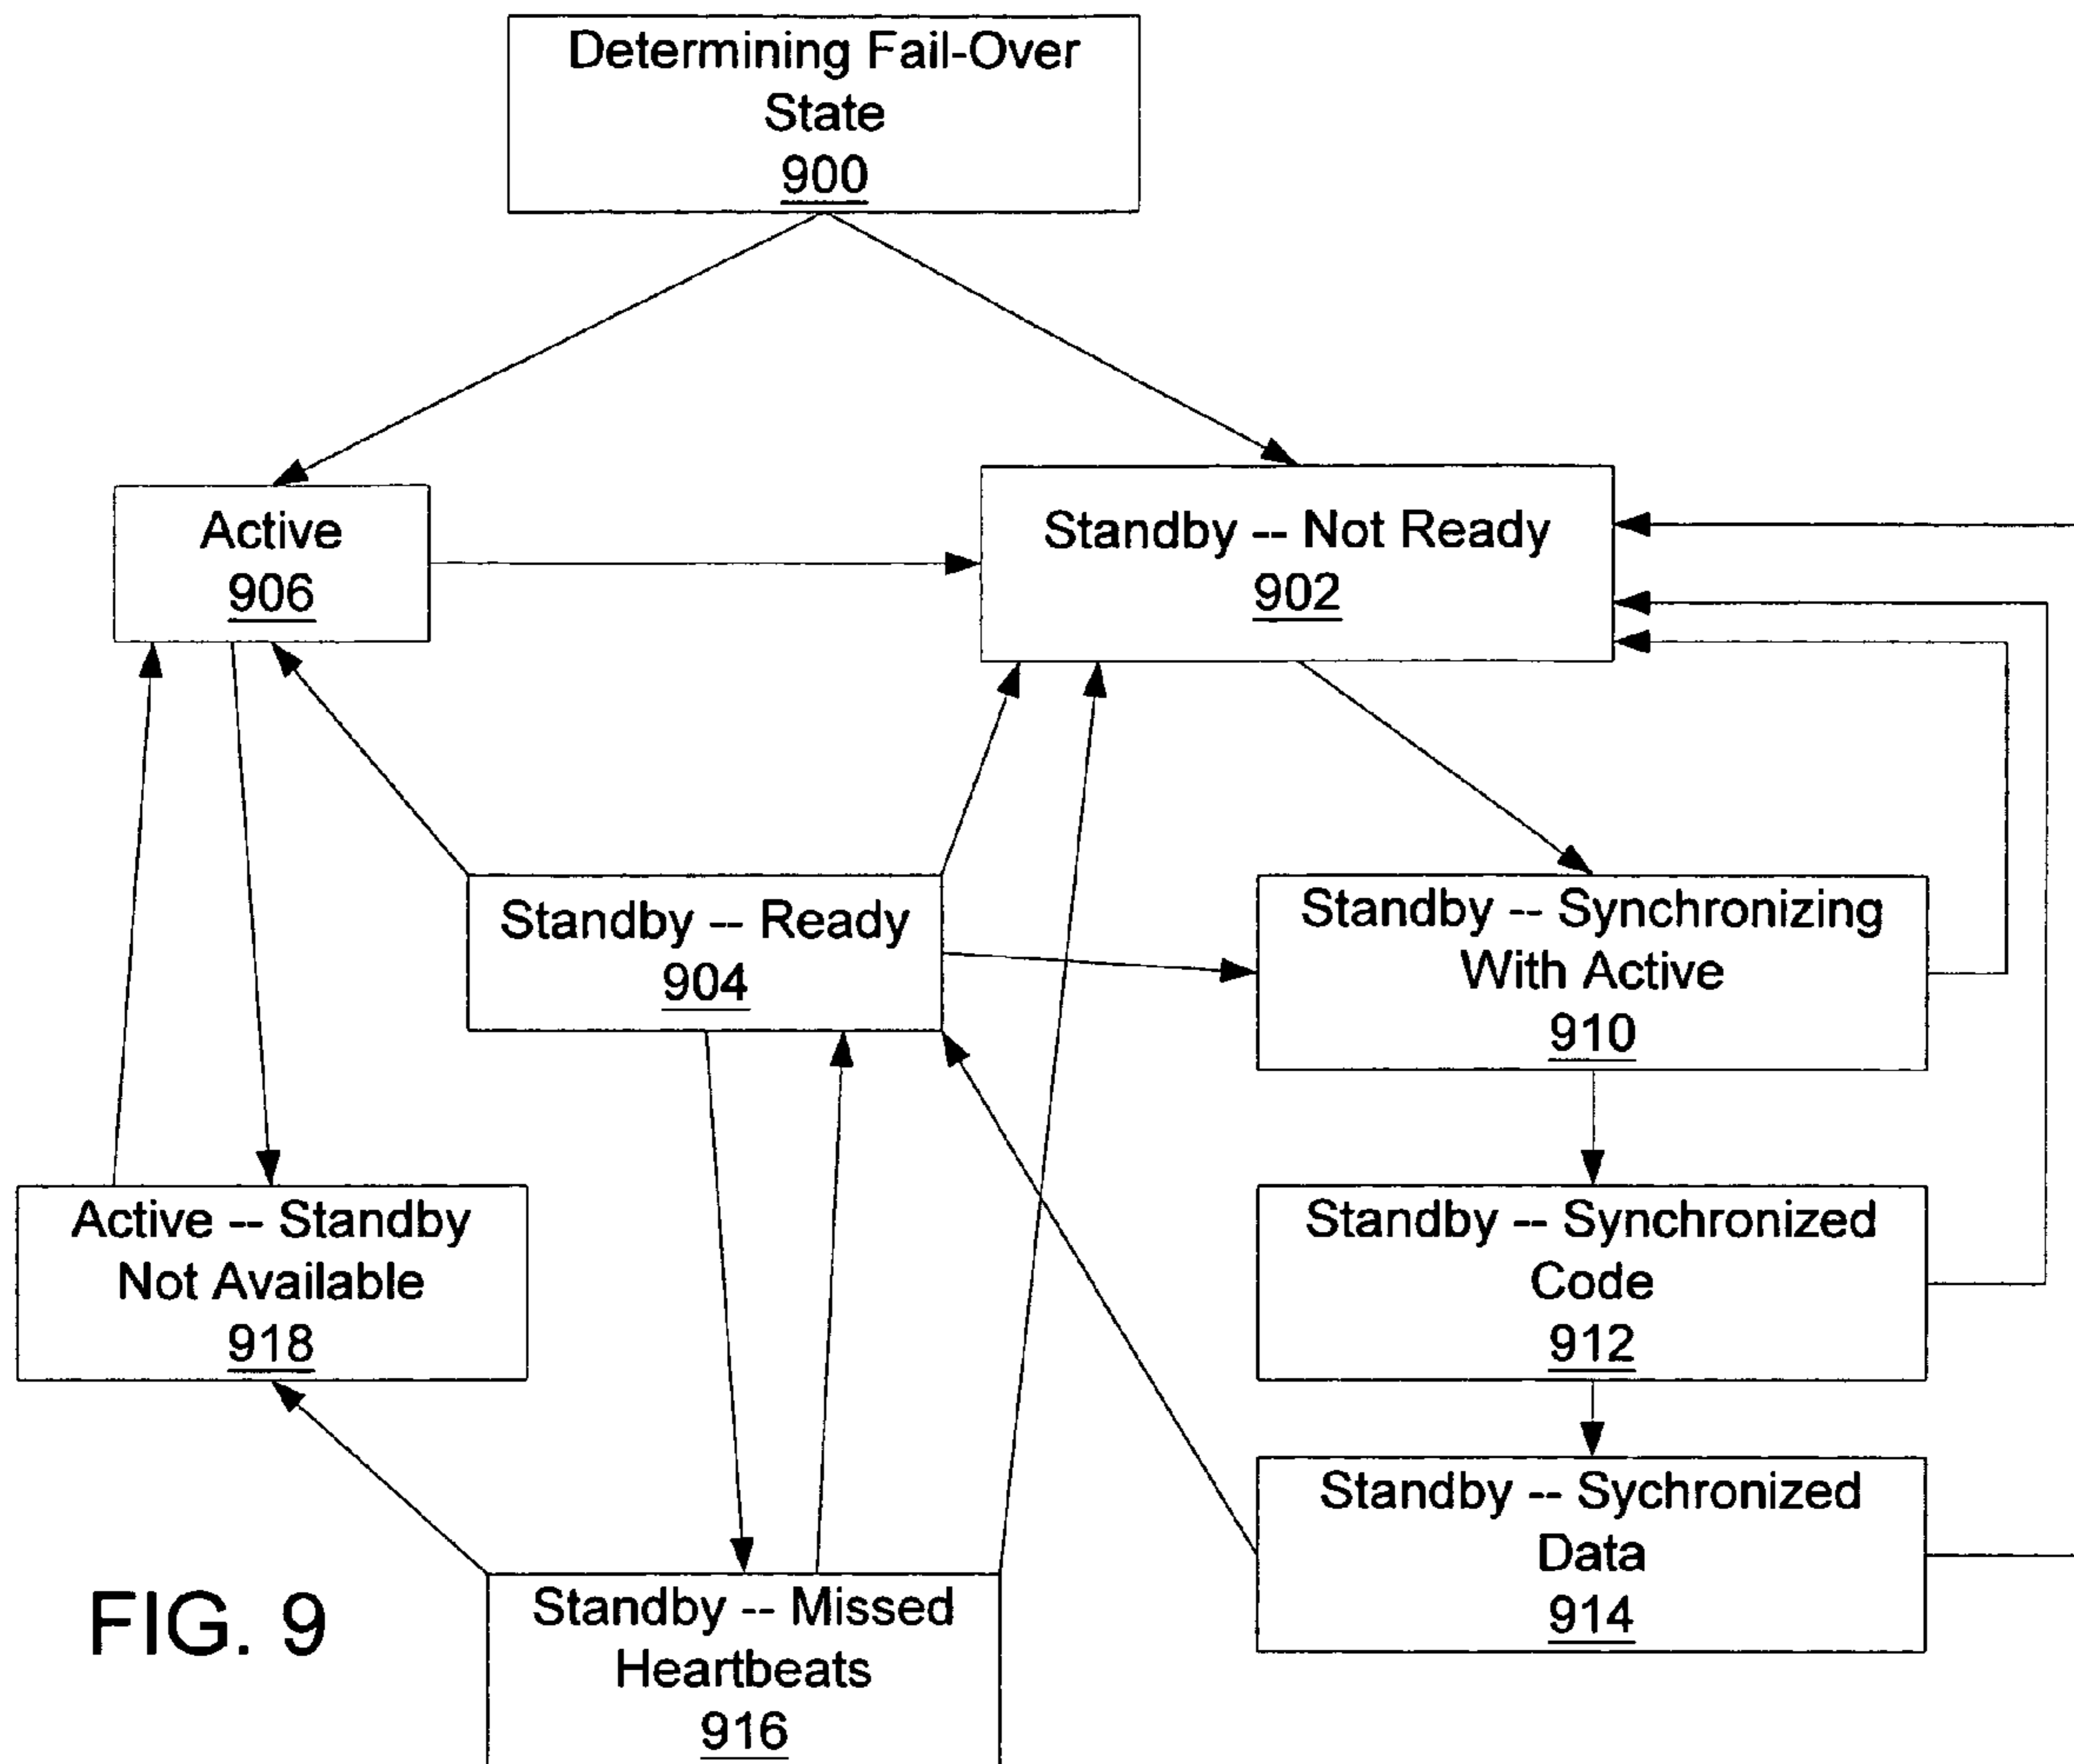 Determining Fail-Over
State
900
Active
906
Standby -- Not Ready
902
Standby -- Ready
904
Standby -- Synchronizing
With Active
910
Active -- Standby
Not Available
918
Standby -- Synchronized
Code
912
Standby -- Sychronized
Data
914
Standby -- Missed
Heartbeats
916
FIG. 9